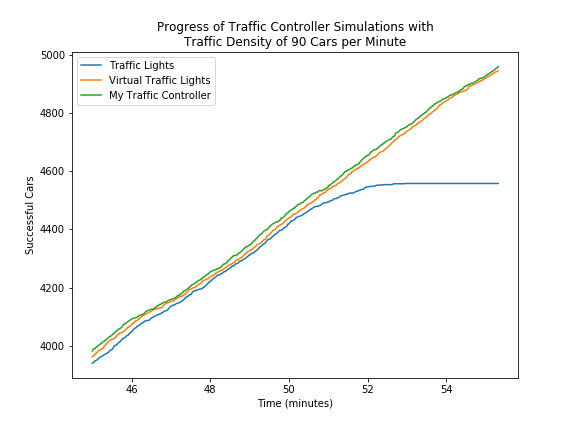 Progress of Traffic Controller Simulations with
Traffic Density of 90 Cars per Minute
Traffic Lights
Virtual Traffic Lights
My Traffic Controller
Successful Cars
5000
4800
4600
4400
4200
4000
46 48 50 52 54
Time (minutes)